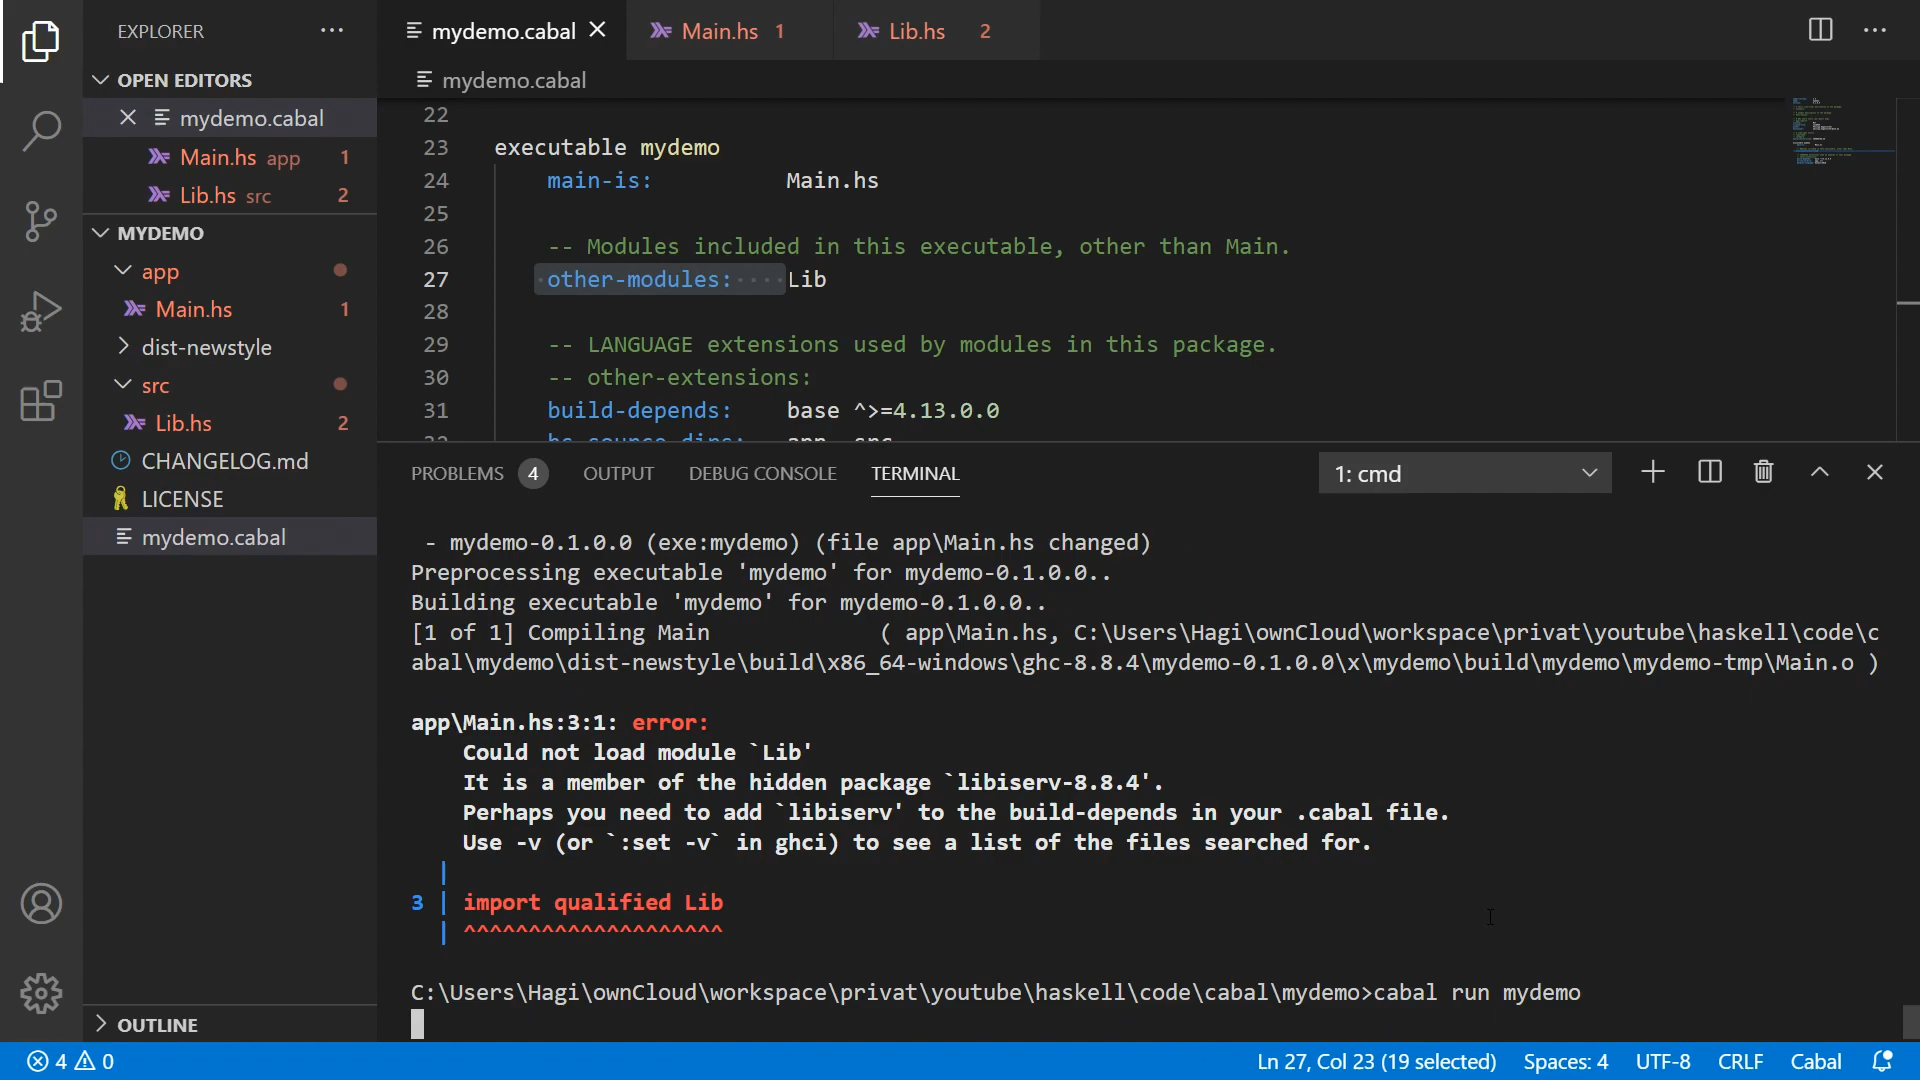 EXPLORER
OPEN EDITORS
mydemo.cabal
Main.hs app 1
Lib.hs src 2
MYDEMO
app
Main.hs 1
dist-newstyle
src
Lib.hs 2
CHANGELOG.md
LICENSE
mydemo.cabal
OUTLINE
mydemo.cabal Main.hs 1 Lib.hs 2
mydemo.cabal
22
23 executable mydemo
24 main-is: Main.hs
25
26 -- Modules included in this executable, other than Main.
27 other-modules: Lib
28
29 -- LANGUAGE extensions used by modules in this package.
30 -- other-extensions:
31 build-depends: base ^>=4.13.0.0
PROBLEMS 4 OUTPUT DEBUG CONSOLE TERMINAL 1: cmd
- mydemo-0.1.0.0 (exe:mydemo) (file app\Main.hs changed)
Preprocessing executable 'mydemo' for mydemo-0.1.0.0..
Building executable 'mydemo' for mydemo-0.1.0.0..
[1 of 1] Compiling Main ( app\Main.hs, C:\Users\Hagi\ownCloud\workspace\privat\youtube\haskell\code\c
abal\mydemo\dist-newstyle\build\x86_64-windows\ghc-8.8.4\mydemo-0.1.0.0\x\mydemo\build\mydemo\mydemo-tmp\Main.o )
app\Main.hs:3:1: error:
Could not load module `Lib'
It is a member of the hidden package `libiserv-8.8.4'.
Perhaps you need to add `libiserv' to the build-depends in your .cabal file.
Use -v (or `:set -v` in ghci) to see a list of the files searched for.
|
3 | import qualified Lib
| ^^^^^^^^^^^^^^^^^^^^
C:\Users\Hagi\ownCloud\workspace\privat\youtube\haskell\code\cabal\mydemo>cabal run mydemo
4 0 Ln 27, Col 23 (19 selected) Spaces: 4 UTF-8 CRLF Cabal